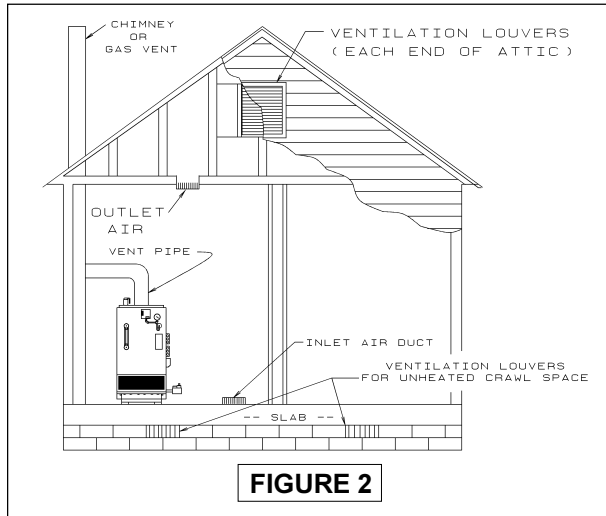 CHIMNEY
OR
GAS VENT
VENTILATION LOUVERS
(EACH END OF ATTIC)
OUTLET
AIR
VENT PIPE
INLET AIR DUCT
VENTILATION LOUVERS
FOR UNHEATED CRAWL SPACE
-- SLAB --
FIGURE 2